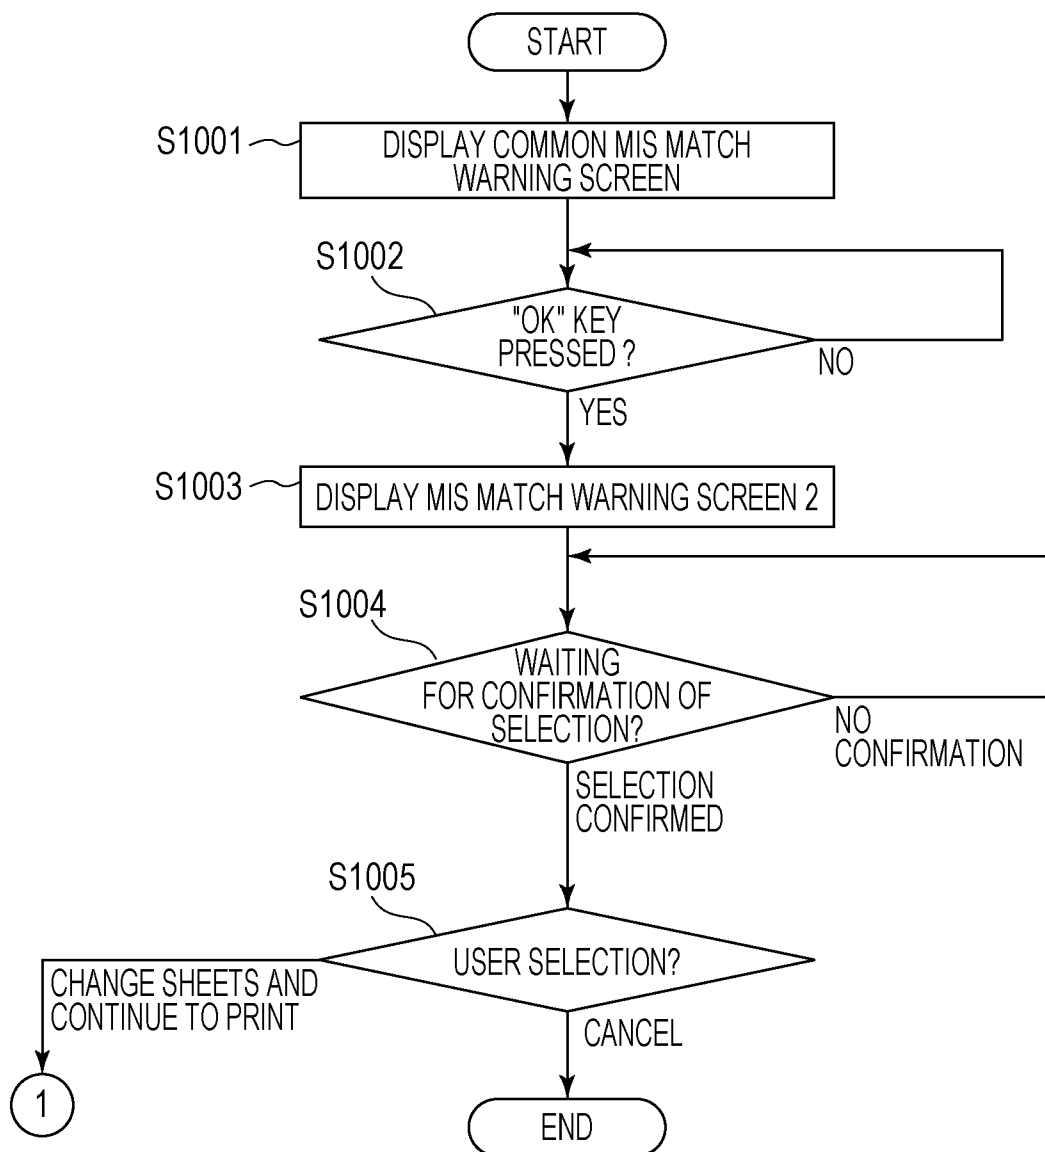 START
S1001
DISPLAY COMMON MIS MATCH
WARNING SCREEN
S1002
"OK" KEY
PRESSED ?
NO
YES
S1003
DISPLAY MIS MATCH WARNING SCREEN 2
S1004
WAITING
FOR CONFIRMATION OF
SELECTION?
NO
CONFIRMATION
SELECTION
CONFIRMED
S1005
USER SELECTION?
CHANGE SHEETS AND
CONTINUE TO PRINT
CANCEL
1
END